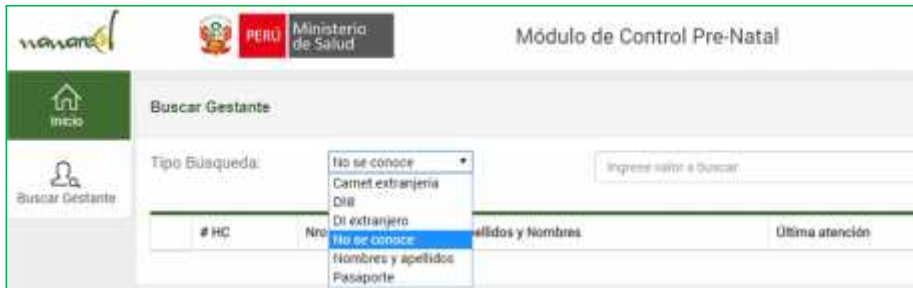 wawared
PERÚ Ministerio de Salud
Módulo de Control Pre-Natal
Inicio
Buscar Gestante
Buscar Gestante
Tipo Búsqueda:
No se conoce
Ingrese valor a buscar
Carnet extranjería
DNI
DI extranjero
No se conoce
Nombres y apellidos
Pasaporte
# HC
Nro
ellidos y Nombres
Última atención